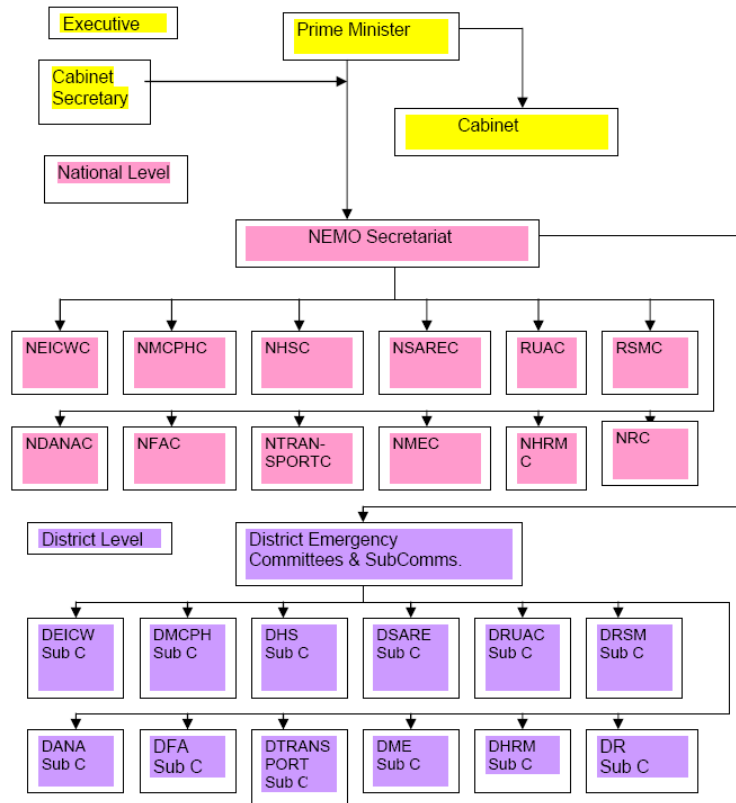 Executive
Prime Minister
Cabinet
Secretary
Cabinet
National Level
NEMO Secretariat
NEICWC
NMCPHC
NHSC
NSAREC
RUAC
RSMC
NDANAC
NFAC
NTRAN-
SPORTC
NMEC
NHRM
C
NRC
District Level
District Emergency
Committees & SubComms.
DEICW
Sub C
DMCPH
Sub C
DHS
Sub C
DSARE
Sub C
DRUAC
Sub C
DRSM
Sub C
DANA
Sub C
DFA
Sub C
DTRANS
PORT
Sub C
DME
Sub C
DHRM
Sub C
DR
Sub C